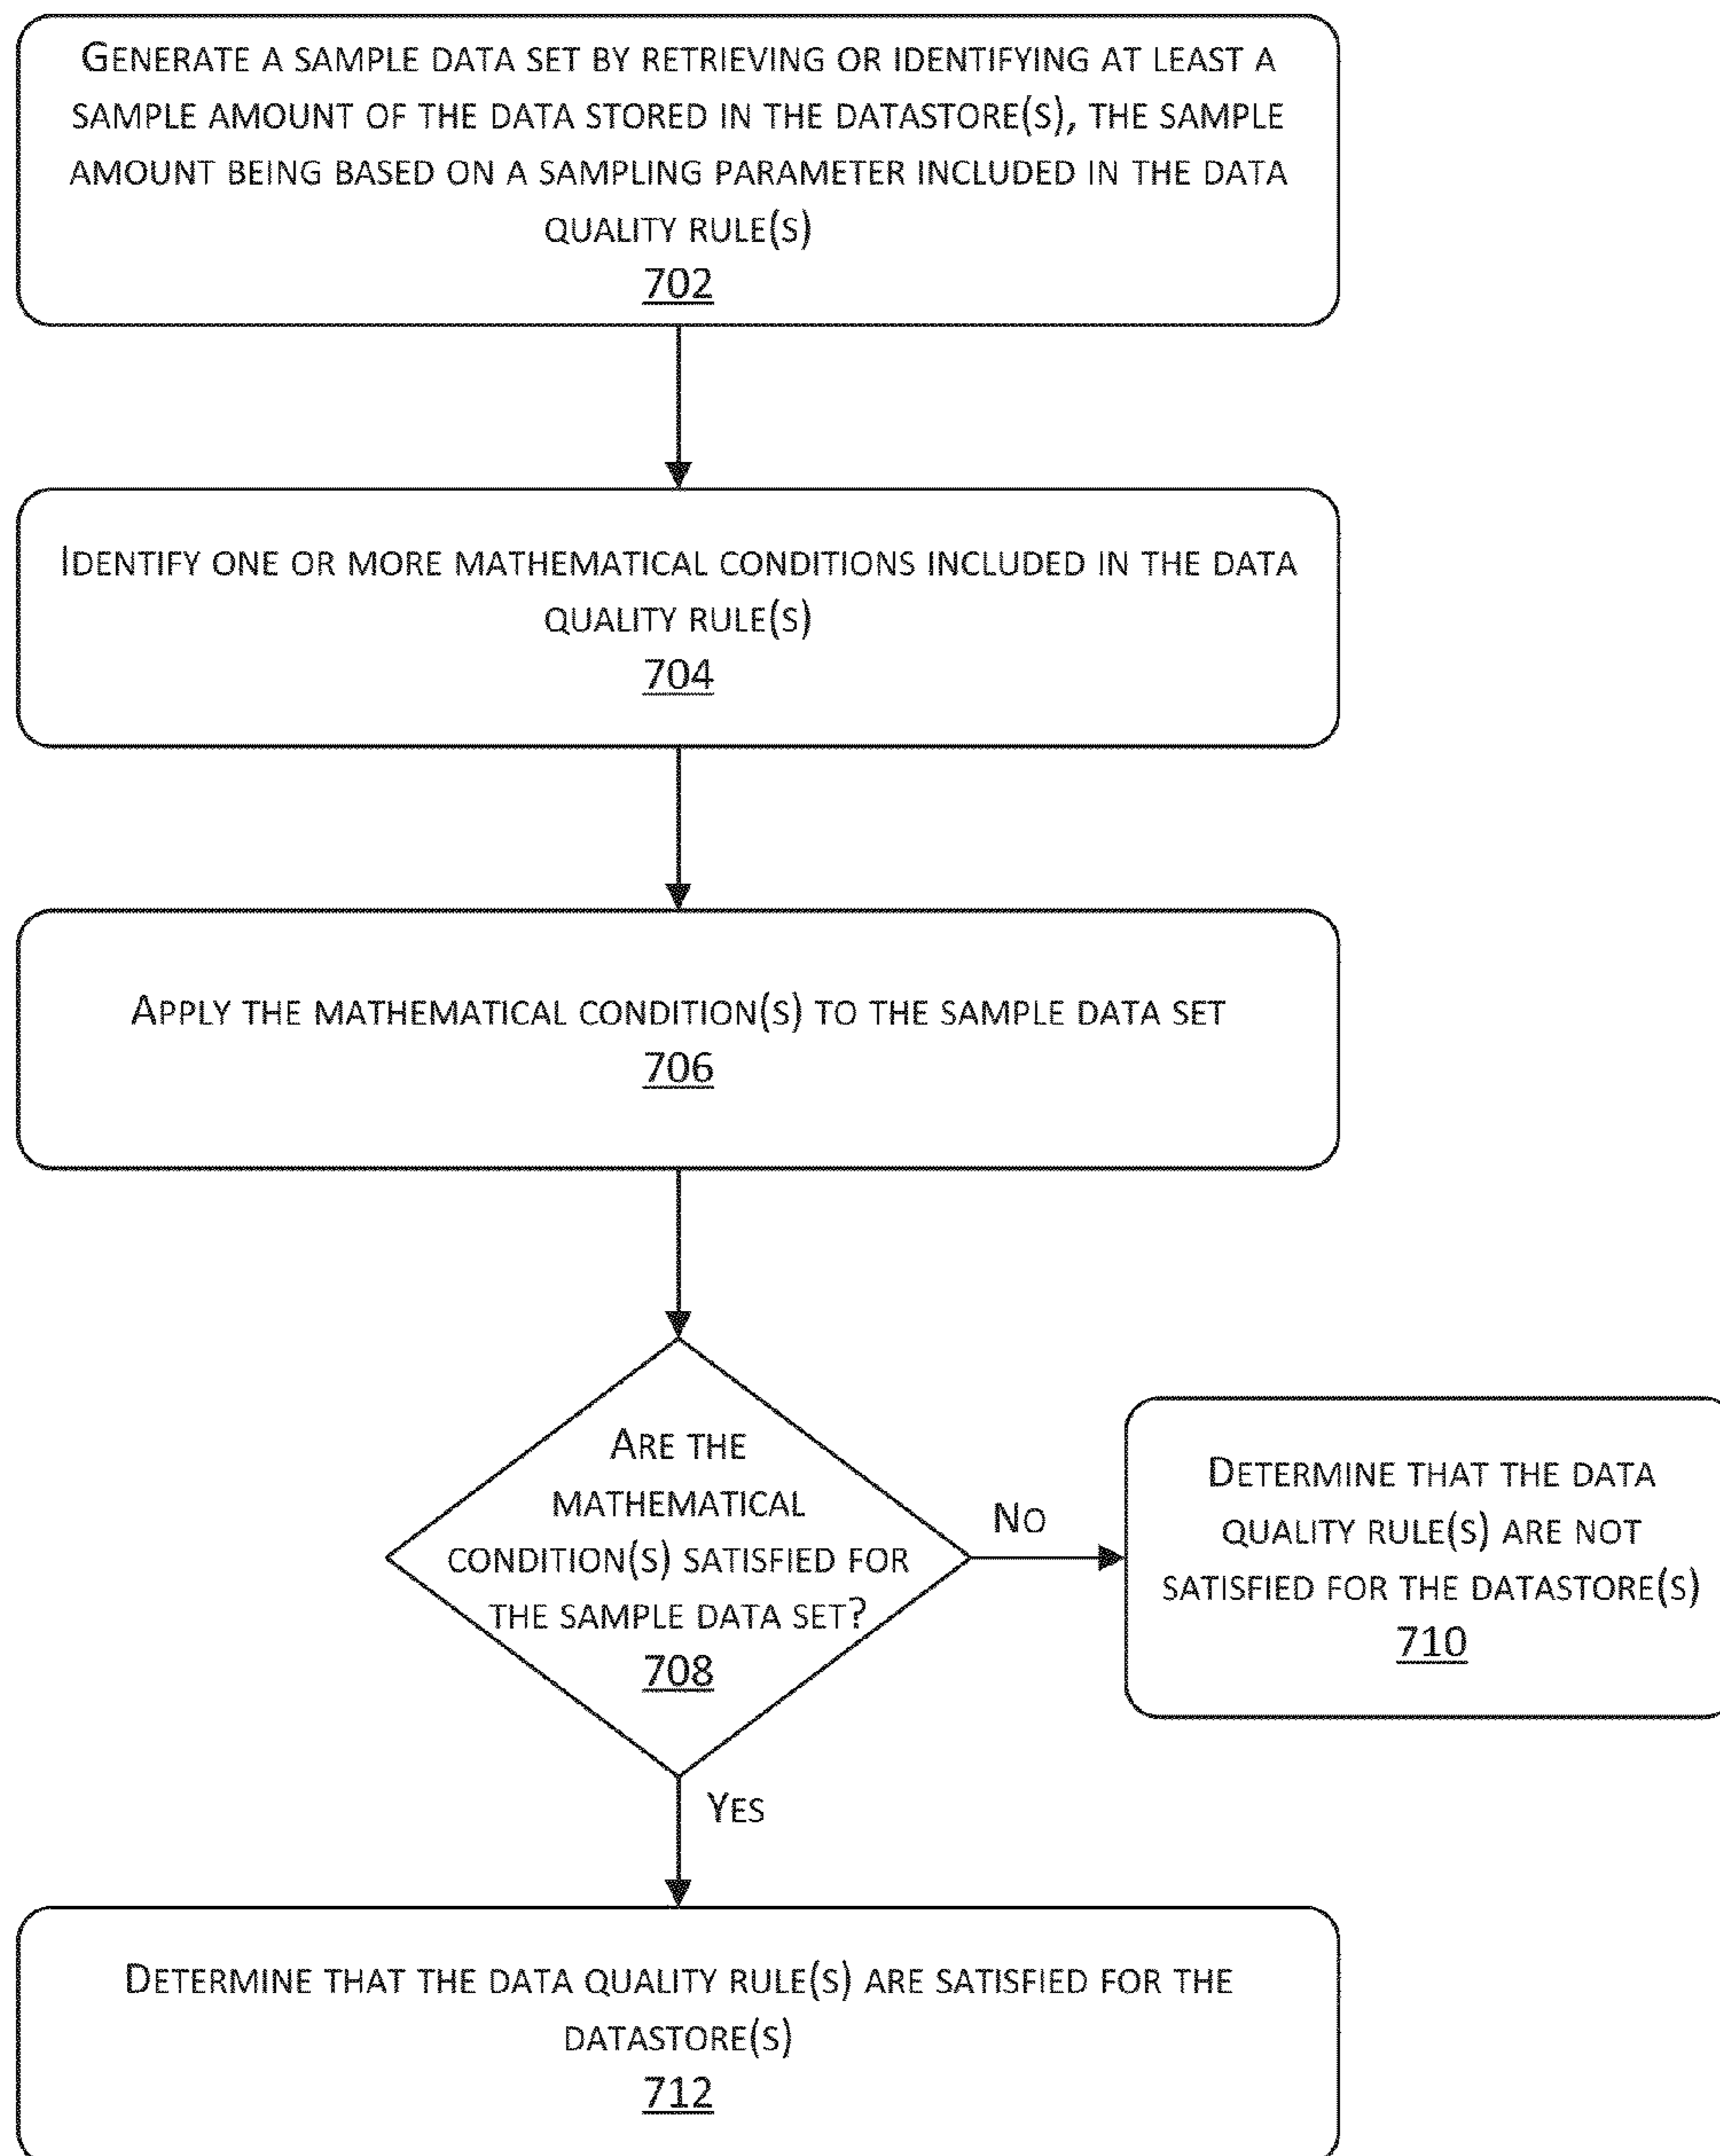 GENERATE A SAMPLE DATA SET BY RETRIEVING OR IDENTIFYING AT LEAST A
SAMPLE AMOUNT OF THE DATA STORED IN THE DATASTORE(S), THE SAMPLE
AMOUNT BEING BASED ON A SAMPLING PARAMETER INCLUDED IN THE DATA
QUALITY RULE(S)
702
IDENTIFY ONE OR MORE MATHEMATICAL CONDITIONS INCLUDED IN THE DATA
QUALITY RULE(S)
704
APPLY THE MATHEMATICAL CONDITION(S) TO THE SAMPLE DATA SET
706
ARE THE
MATHEMATICAL
CONDITION(S) SATISFIED FOR
THE SAMPLE DATA SET?
708
NO
DETERMINE THAT THE DATA
QUALITY RULE(S) ARE NOT
SATISFIED FOR THE DATASTORE(S)
710
YES
DETERMINE THAT THE DATA QUALITY RULE(S) ARE SATISFIED FOR THE
DATASTORE(S)
712